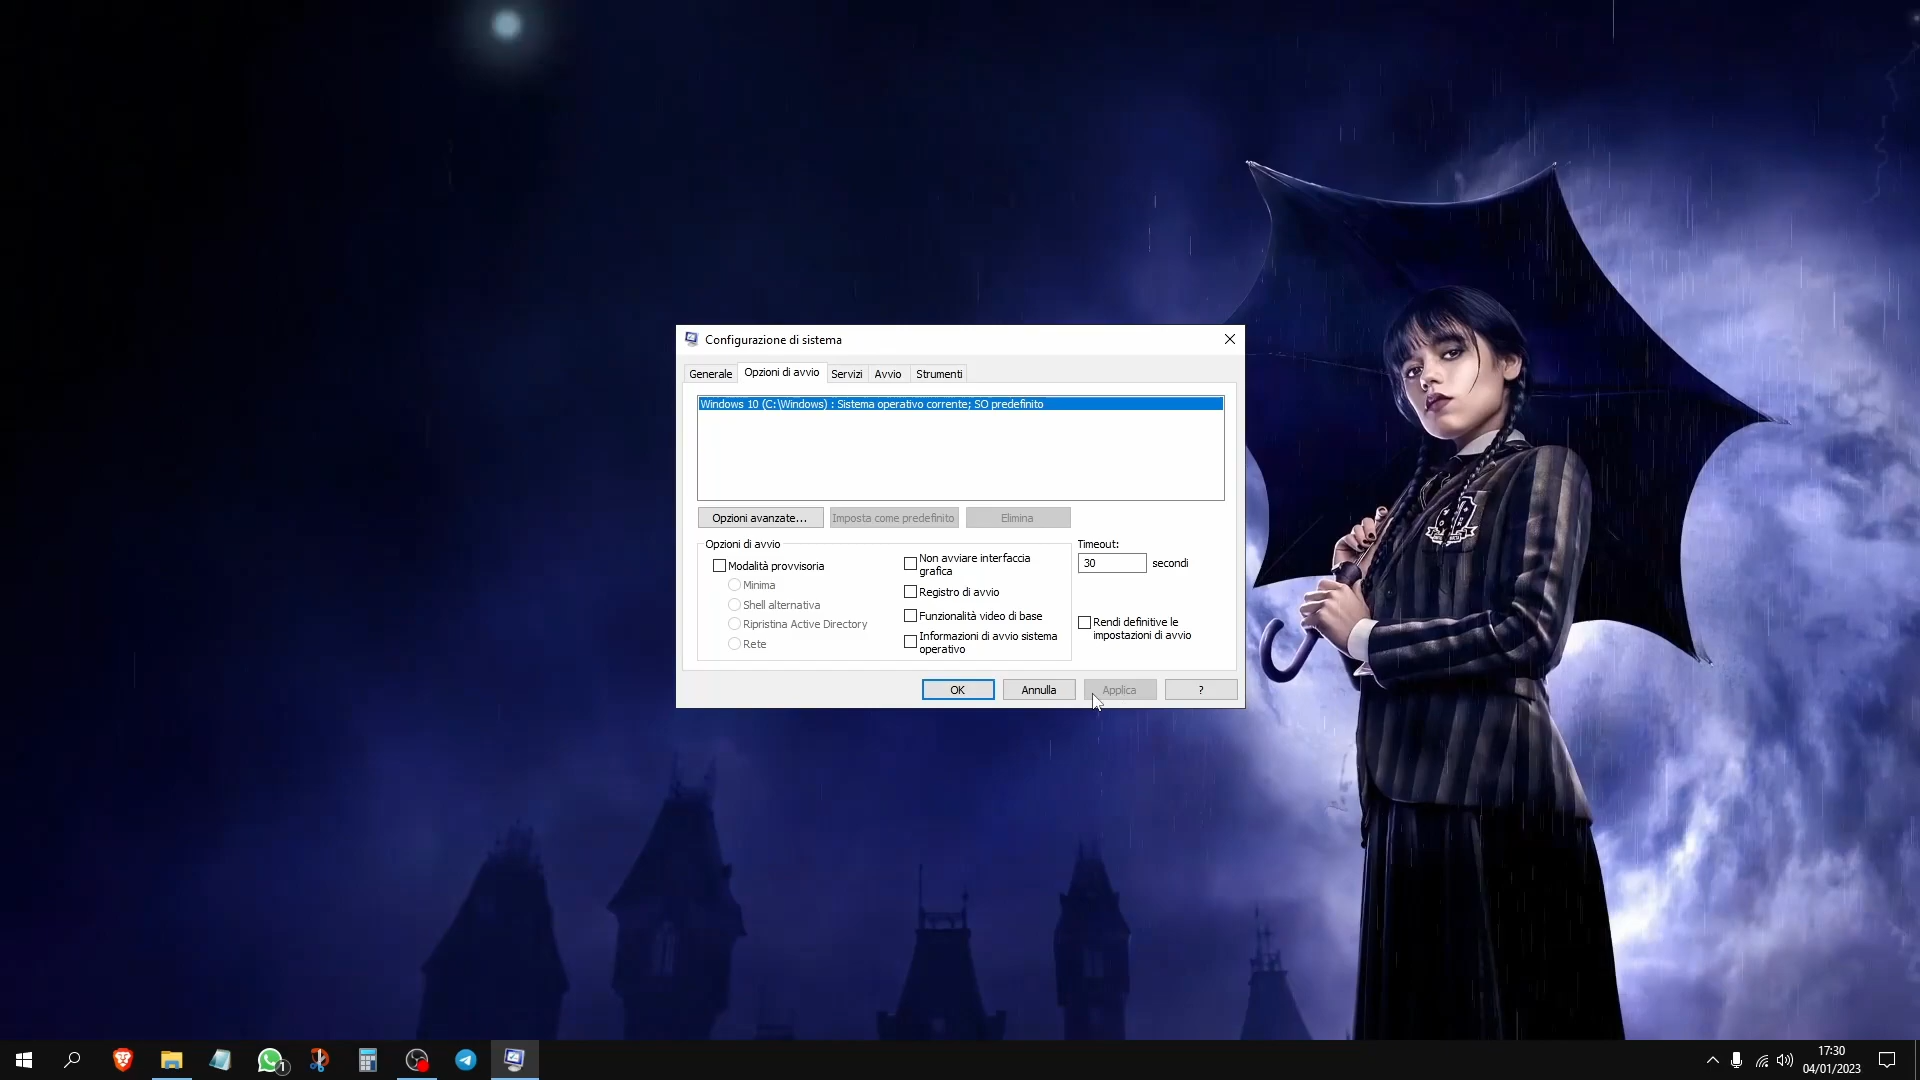 Configurazione di sistema
Generale Opzioni di avvio Servizi Avvio Strumenti
Windows 10 (C:\Windows) : Sistema operativo corrente; SO predefinito
Opzioni avanzate... Imposta come predefinito Elimina
Opzioni di avvio
Modalità provvisoria
Minima
Shell alternativa
Ripristina Active Directory
Rete
Non avviare interfaccia
grafica
Registro di avvio
Funzionalità video di base
Informazioni di avvio sistema
operativo
Timeout:
30 secondi
Rendi definitive le
impostazioni di avvio
OK Annulla Applica ?
1
17:30
04/01/2023